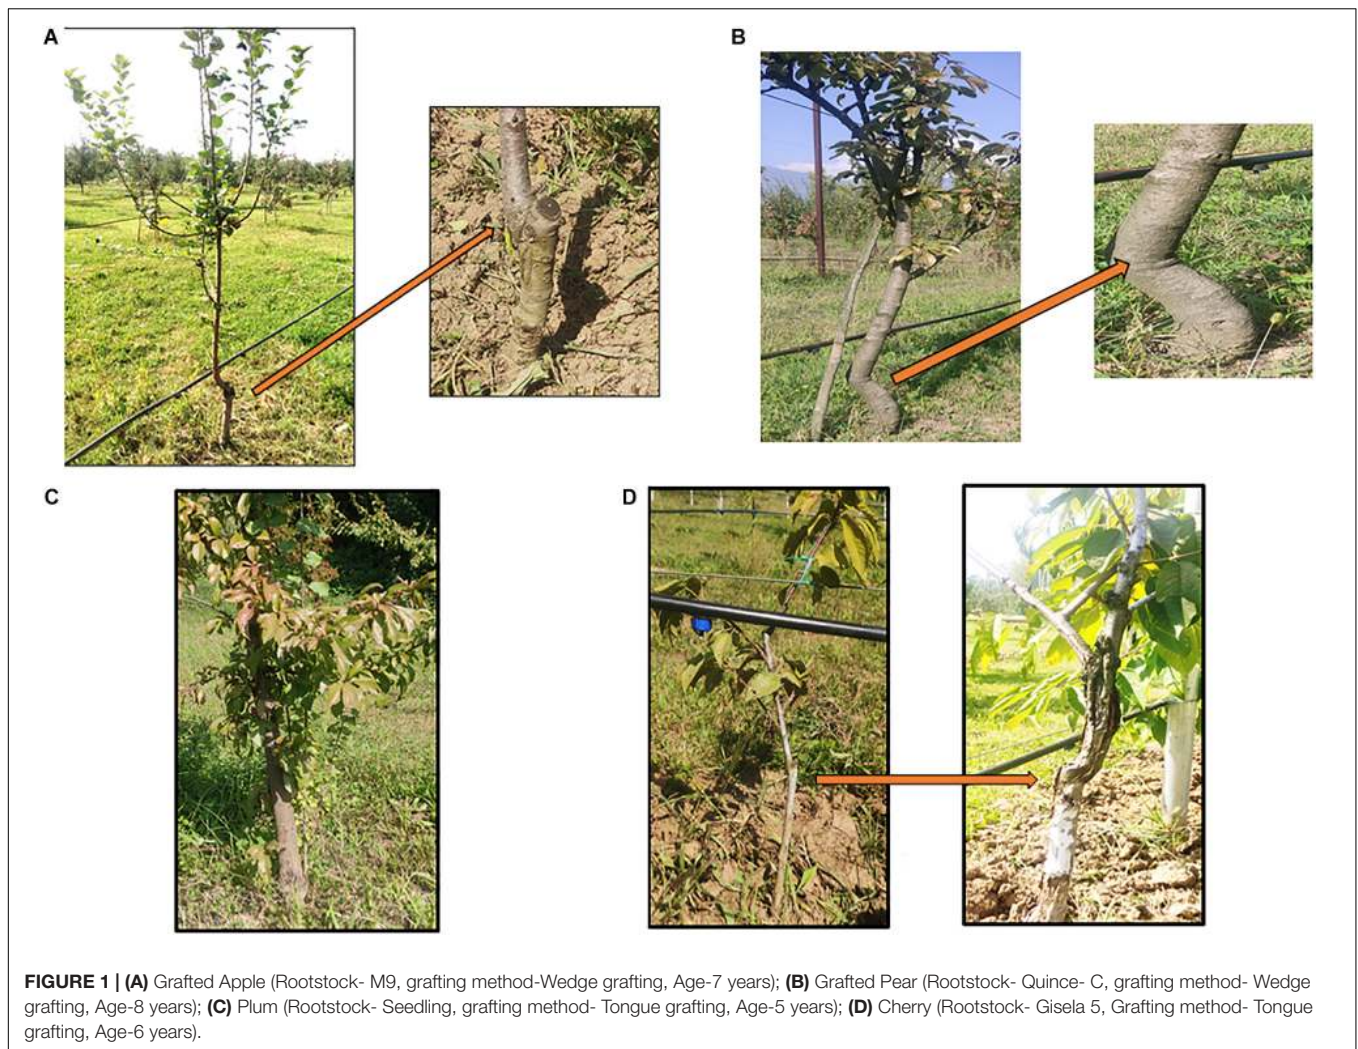 A
B
C
D
FIGURE 1 | (A) Grafted Apple (Rootstock- M9, grafting method-Wedge grafting, Age-7 years); (B) Grafted Pear (Rootstock- Quince- C, grafting method- Wedge
grafting, Age-8 years); (C) Plum (Rootstock- Seedling, grafting method- Tongue grafting, Age-5 years); (D) Cherry (Rootstock- Gisela 5, Grafting method- Tongue
grafting, Age-6 years).